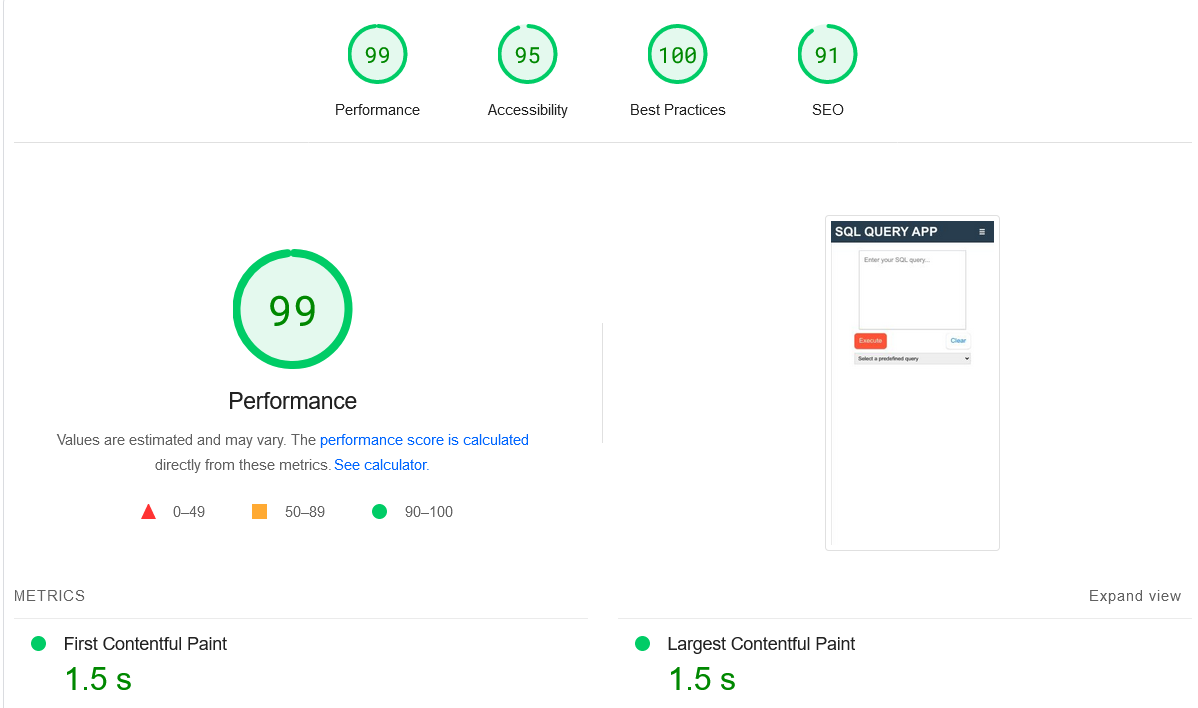 99
95
100
91
Performance
Accessibility
Best Practices
SEO
99
Performance
Values are estimated and may vary. The performance score is calculated
directly from these metrics. See calculator.
0–49
50–89
90–100
SQL QUERY APP
≡
Enter your SQL query...
Execute
Clear
Select a predefined query
METRICS
Expand view
First Contentful Paint
1.5 s
Largest Contentful Paint
1.5 s